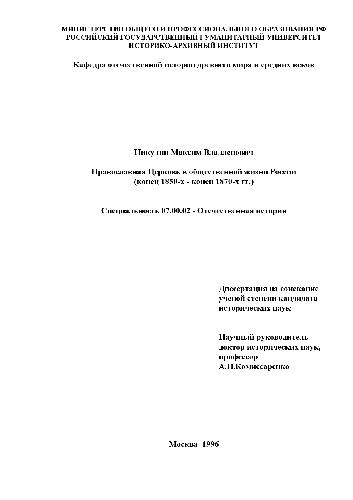 МИНИСТЕРСТВО ОБЩЕГО И ПРОФЕССИОНАЛЬНОГО ОБРАЗОВАНИЯ РФ
РОССИЙСКИЙ ГОСУДАРСТВЕННЫЙ ГУМАНИТАРНЫЙ УНИВЕРСИТЕТ
ИСТОРИКО-АРХИВНЫЙ ИНСТИТУТ
Кафедра отечественной истории древнего мира и средних веков
Никулин Максим Владленович
Православная Церковь в общественной жизни России
(конец 1850-х - конец 1870-х гг.)
Специальность 07.00.02 - Отечественная история
Диссертация на соискание
ученой степени кандидата
исторических наук
Научный руководитель
доктор исторических наук,
профессор
А.П.Комиссаренко
Москва 1996